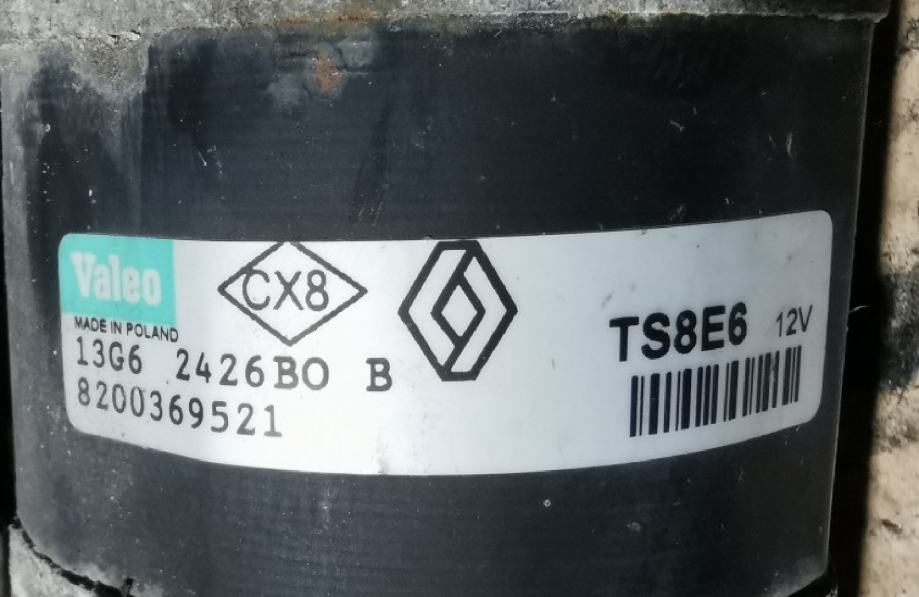 Valeo
CX8
MADE IN POLAND
13G6 2426BO B
8200369521
TS8E6 12V